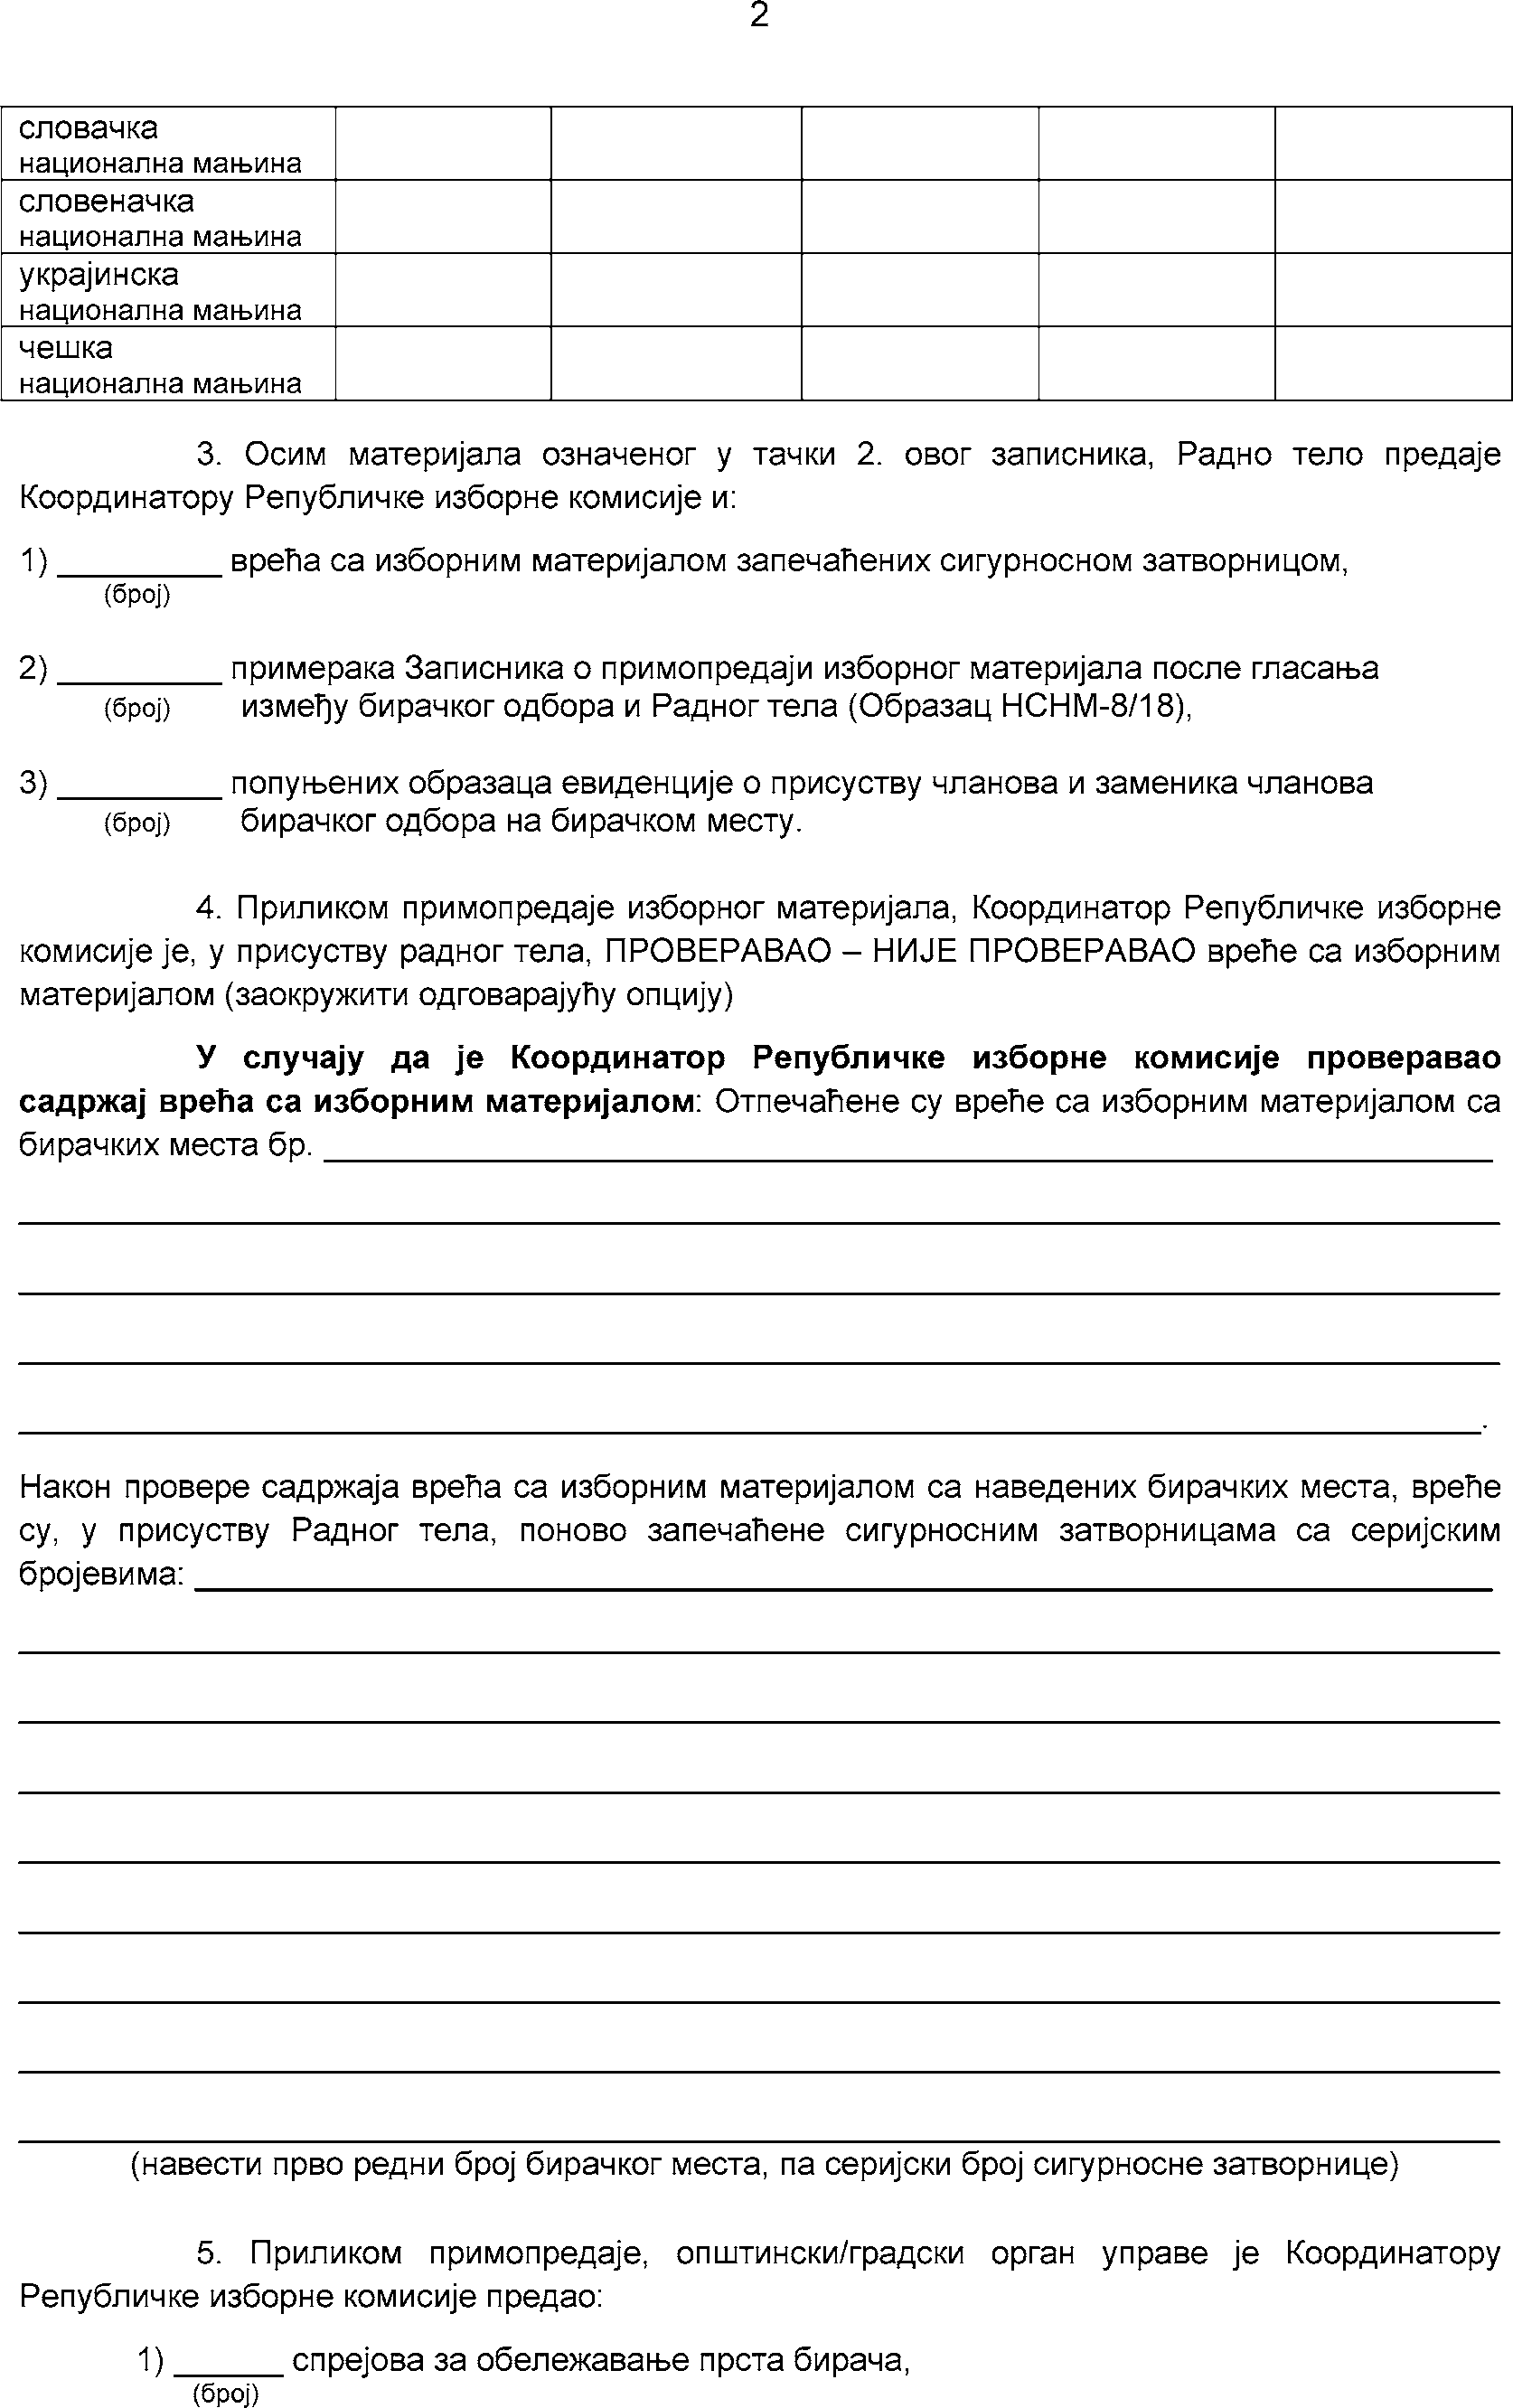 2
словачка
национална мањина
словеначка
национална мањина
украјинска
национална мањина
чешка
национална мањина
3. Осим материјала означеног у тачки 2. овог записника, Радно тело предаје
Координатору Републичке изборне комисије и:
1) _________ врећа са изборним материјалом запечаћених сигурносном затворницом,
(број)
2) _________ примерака Записника о примопредаји изборног материјала после гласања
(број) између бирачког одбора и Радног тела (Образац НСНМ-8/18),
3) _________ попуњених образаца евиденције о присуству чланова и заменика чланова
(број) бирачког одбора на бирачком месту.
4. Приликом примопредаје изборног материјала, Координатор Републичке изборне
комисије је, у присуству радног тела, ПРОВЕРАВАО – НИЈЕ ПРОВЕРАВАО вреће са изборним
материјалом (заокружити одговарајућу опцију)
У случају да је Координатор Републичке изборне комисије проверавао
садржај врећа са изборним материјалом: Отпечаћене су вреће са изборним материјалом са
бирачких места бр.
.
Након провере садржаја врећа са изборним материјалом са наведених бирачких места, вреће
су, у присуству Радног тела, поново запечаћене сигурносним затворницама са серијским
бројевима:
(навести прво редни број бирачког места, па серијски број сигурносне затворнице)
5. Приликом примопредаје, општински/градски орган управе је Координатору
Републичке изборне комисије предао:
1) ______ спрејова за обележавање прста бирача,
(број)